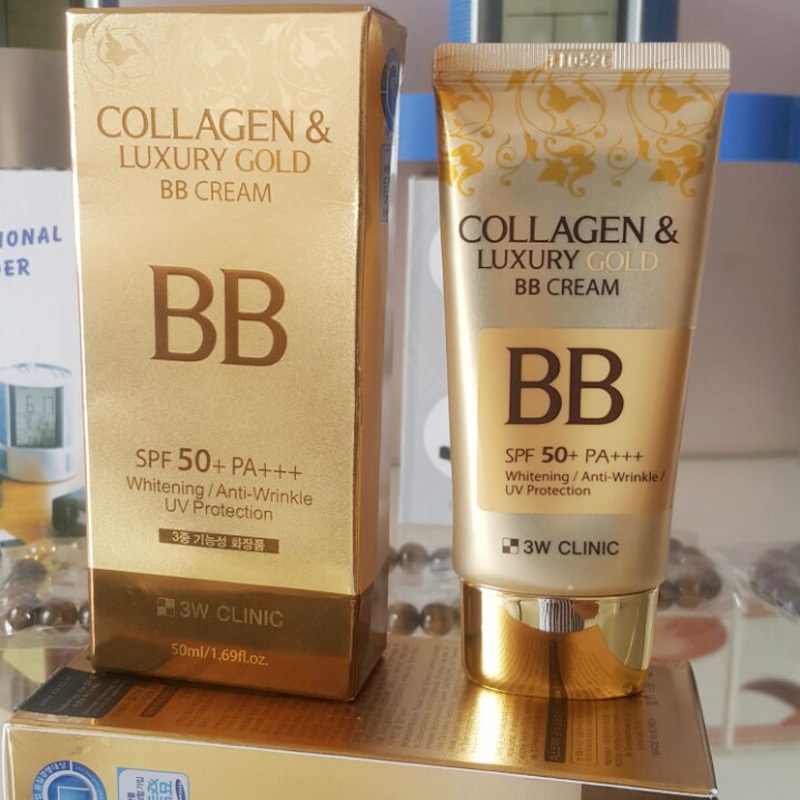 COLLAGEN &
LUXURY GOLD
BB CREAM
BB
SPF 50+ PA+++
Whitening / Anti-Wrinkle
UV Protection
3중 기능성 화장품
3W CLINIC
50ml/1.69fl.oz.
COLLAGEN &
LUXURY GOLD
BB CREAM
BB
SPF 50+ PA+++
Whitening / Anti-Wrinkle /
UV Protection
3W CLINIC
IONAL
DER